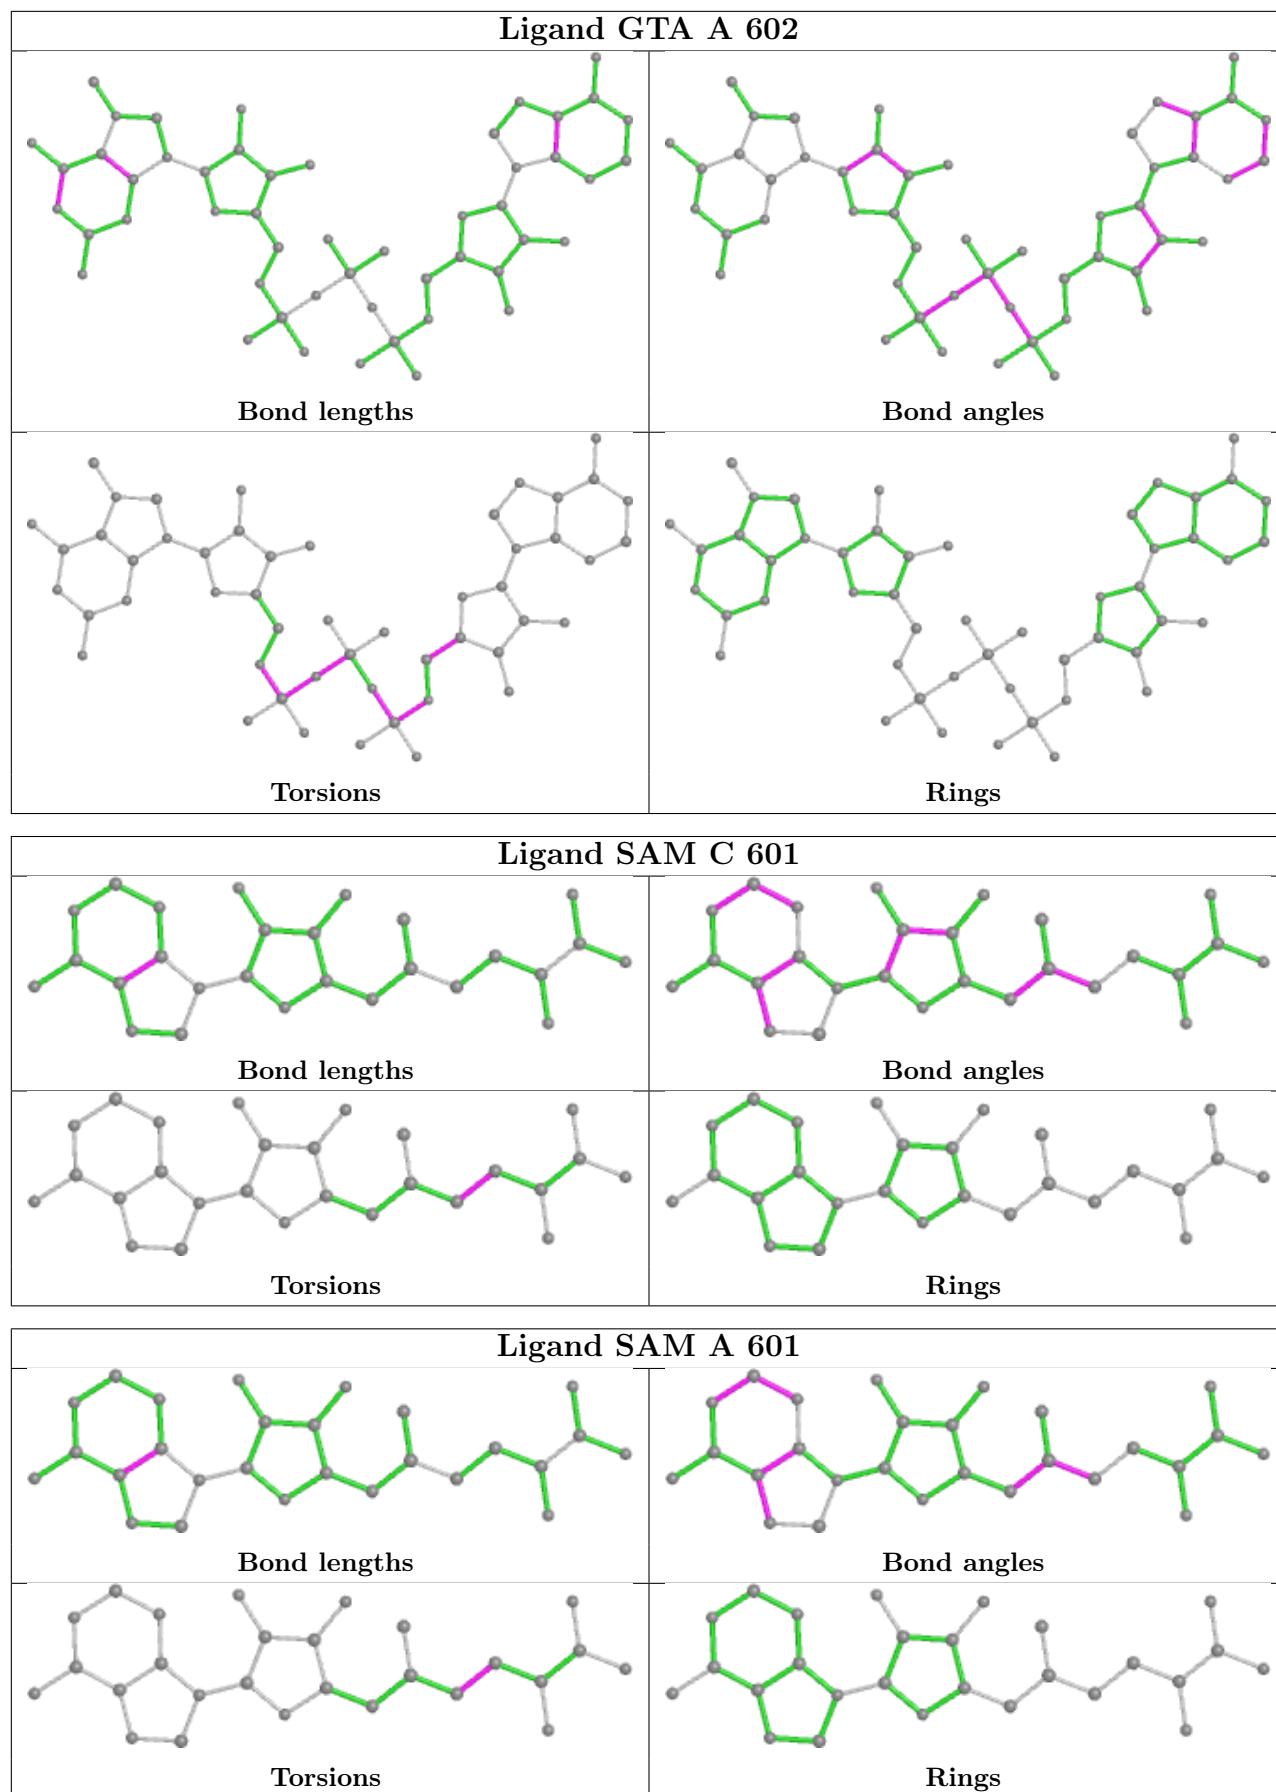 Ligand GTA A 602
Bond lengths
Bond angles
Torsions
Rings
Ligand SAM C 601
Bond lengths
Bond angles
Torsions
Rings
Ligand SAM A 601
Bond lengths
Bond angles
Torsions
Rings